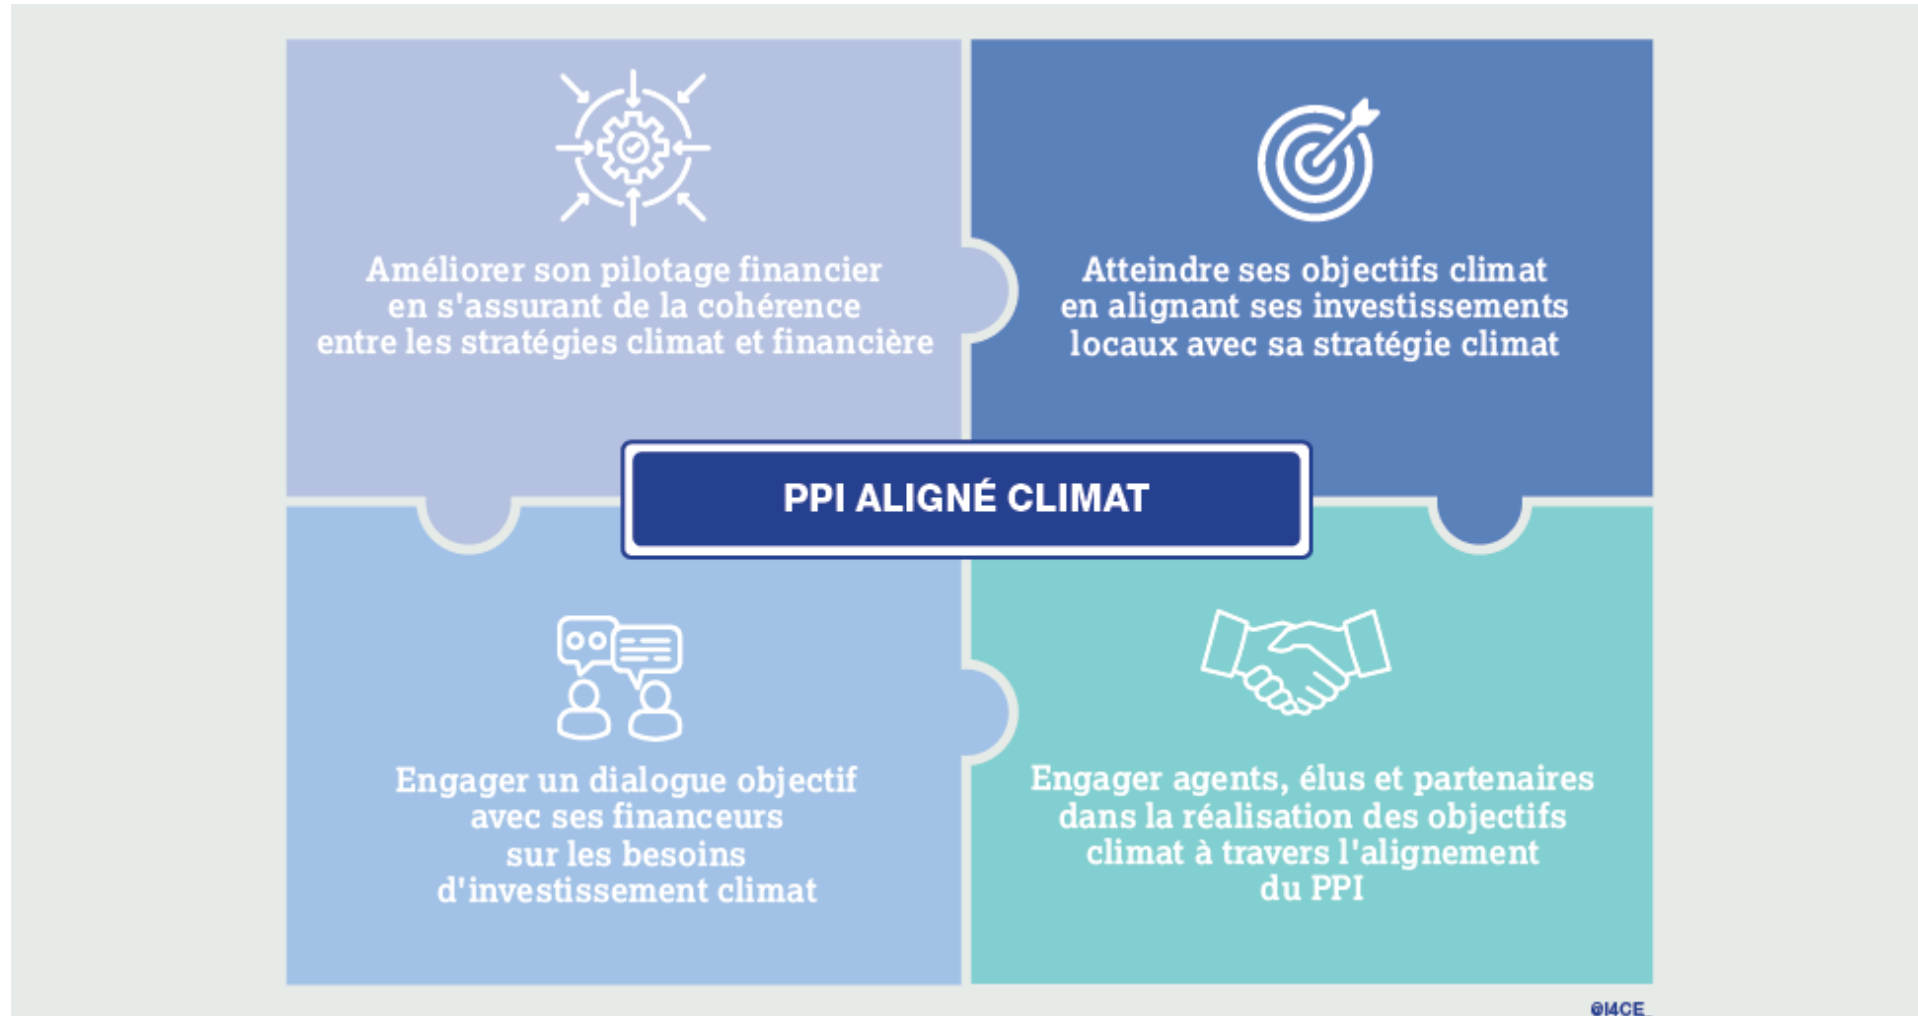 Améliorer son pilotage financier
en s'assurant de la cohérence
entre les stratégies climat et financière
Atteindre ses objectifs climat
en alignant ses investissements
locaux avec sa stratégie climat
PPI ALIGNÉ CLIMAT
Engager un dialogue objectif
avec ses financeurs
sur les besoins
d'investissement climat
Engager agents, élus et partenaires
dans la réalisation des objectifs
climat à travers l'alignement
du PPI
@I4CE_